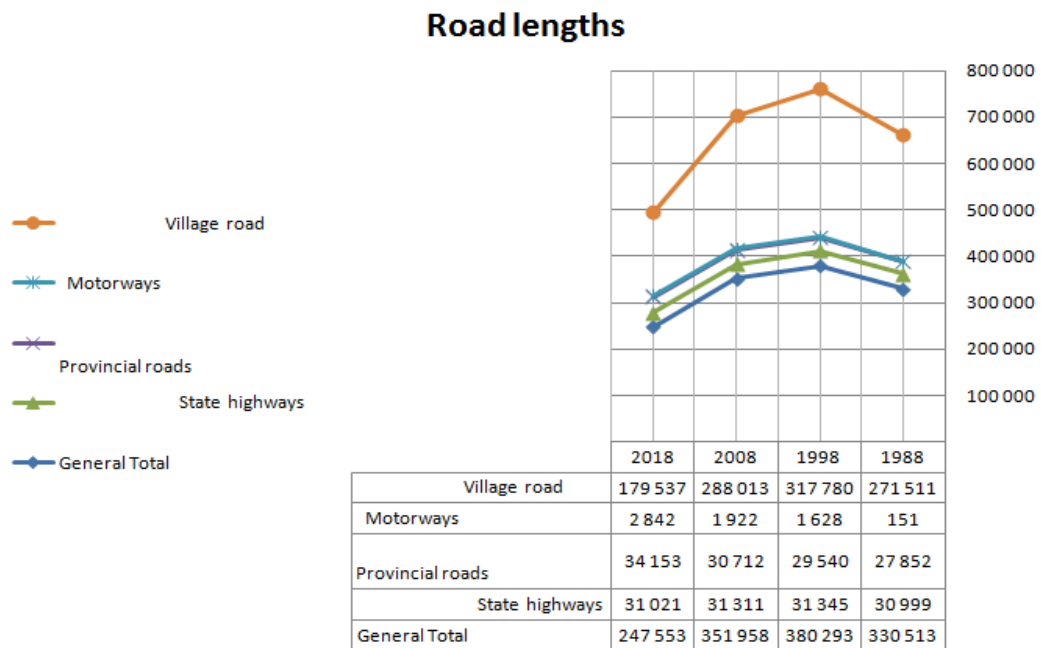 Road lengths
800 000
700 000
600 000
500 000
400 000
300 000
200 000
100 000
Village road
Motorways
Provincial roads
State highways
General Total
2018 2008 1998 1988
Village road 179 537 288 013 317 780 271 511
Motorways 2 842 1 922 1 628 151
Provincial roads 34 153 30 712 29 540 27 852
State highways 31 021 31 311 31 345 30 999
General Total 247 553 351 958 380 293 330 513